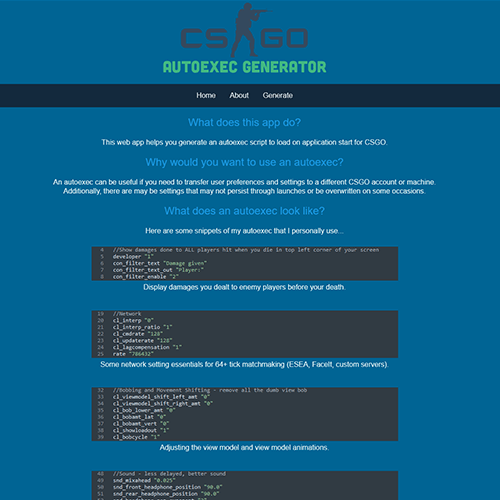 CS GO
AUTOEXEC GENERATOR
Home About Generate
What does this app do?
This web app helps you generate an autoexec script to load on application start for CSGO.
Why would you want to use an autoexec?
An autoexec can be useful if you need to transfer user preferences and settings to a different CSGO account or machine.
Additionally, there are may be settings that may not persist through launches or be overwritten on some occasions.
What does an autoexec look like?
Here are some snippets of my autoexec that I personally use...
4 //Show damages done to ALL players hit when you die in top left corner of your screen
5 developer "1"
6 con_filter_text "Damage given"
7 con_filter_text_out "Player:"
8 con_filter_enable "2"
Display damages you dealt to enemy players before your death.
19 //Network
20 cl_interp "0"
21 cl_interp_ratio "1"
22 cl_cmdrate "128"
23 cl_updaterate "128"
24 cl_lagcompensation "1"
25 rate "786432"
Some network setting essentials for 64+ tick matchmaking (ESEA, FaceIt, custom servers).
32 //Bobbing and Movement Shifting - remove all the dumb view bob
33 cl_viewmodel_shift_left_amt "0"
34 cl_viewmodel_shift_right_amt "0"
35 cl_bob_lower_amt "0"
36 cl_bobamt_lat "0"
37 cl_bobamt_vert "0"
38 cl_showloadout "1"
39 cl_bobcycle "1"
Adjusting the view model and view model animations.
48 //Sound - less delayed, better sound
49 snd_mixahead "0.025"
50 snd_front_headphone_position "90.0"
51 snd_rear_headphone_position "90.0"